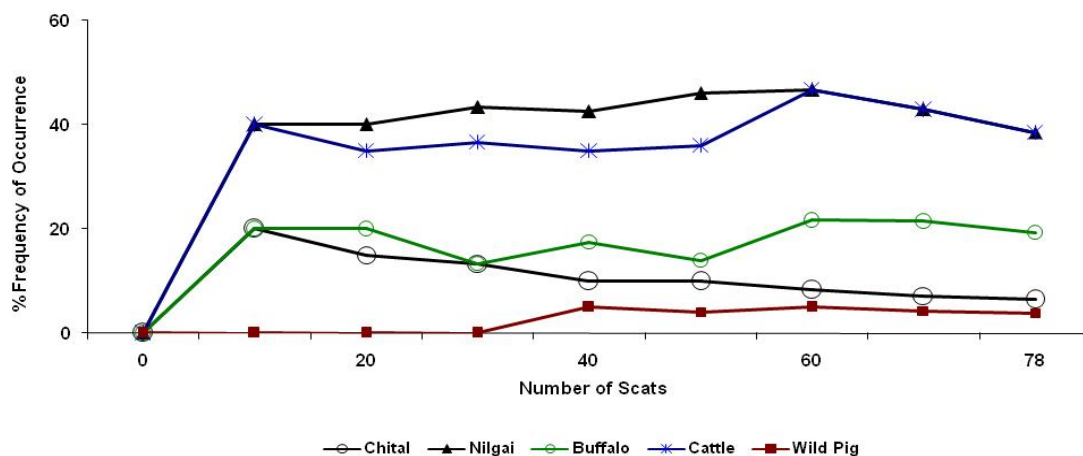 60
40
20
0
% Frequency of Occurrence
0 20 40 60 78
Number of Scats
Chital Nilgai Buffalo Cattle Wild Pig